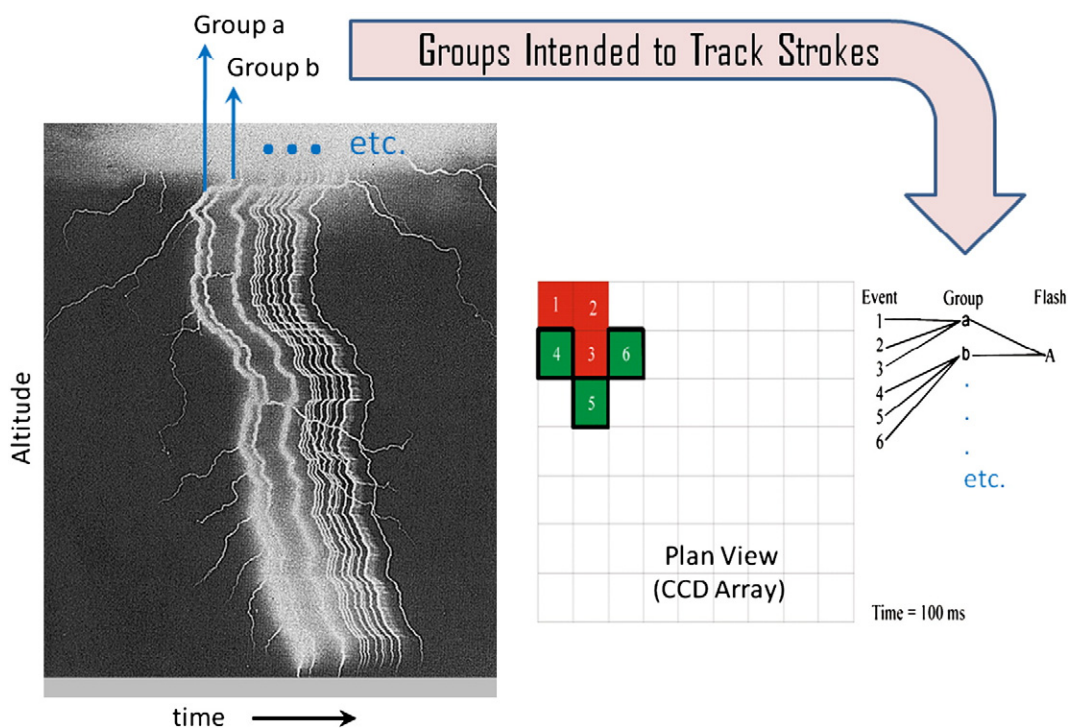 Group a
Group b
Groups Intended to Track Strokes
etc.
Altitude
time
1 2
4 3 6
5
Plan View
(CCD Array)
Event Group Flash
1
2
3
4
5
6
a
b
A
etc.
Time = 100 ms